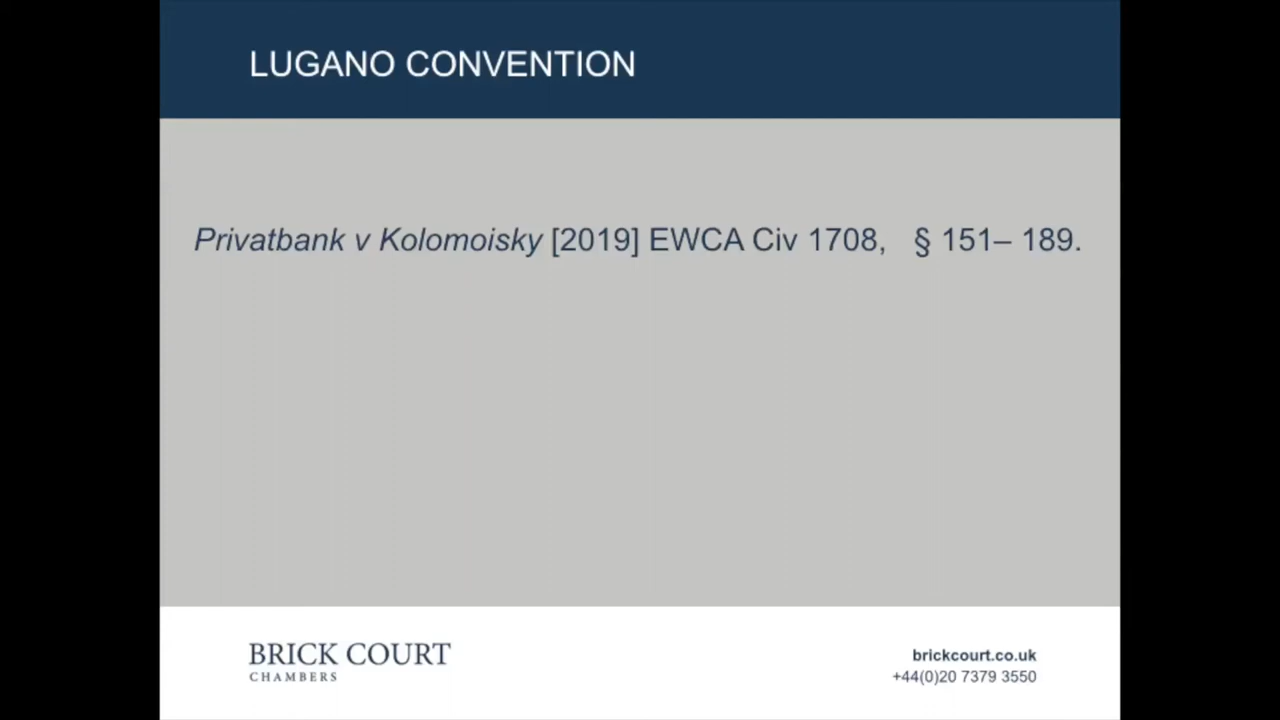 LUGANO CONVENTION
Privatbank v Kolomoisky [2019] EWCA Civ 1708, § 151– 189.
BRICK COURT
CHAMBERS
brickcourt.co.uk
+44(0)20 7379 3550